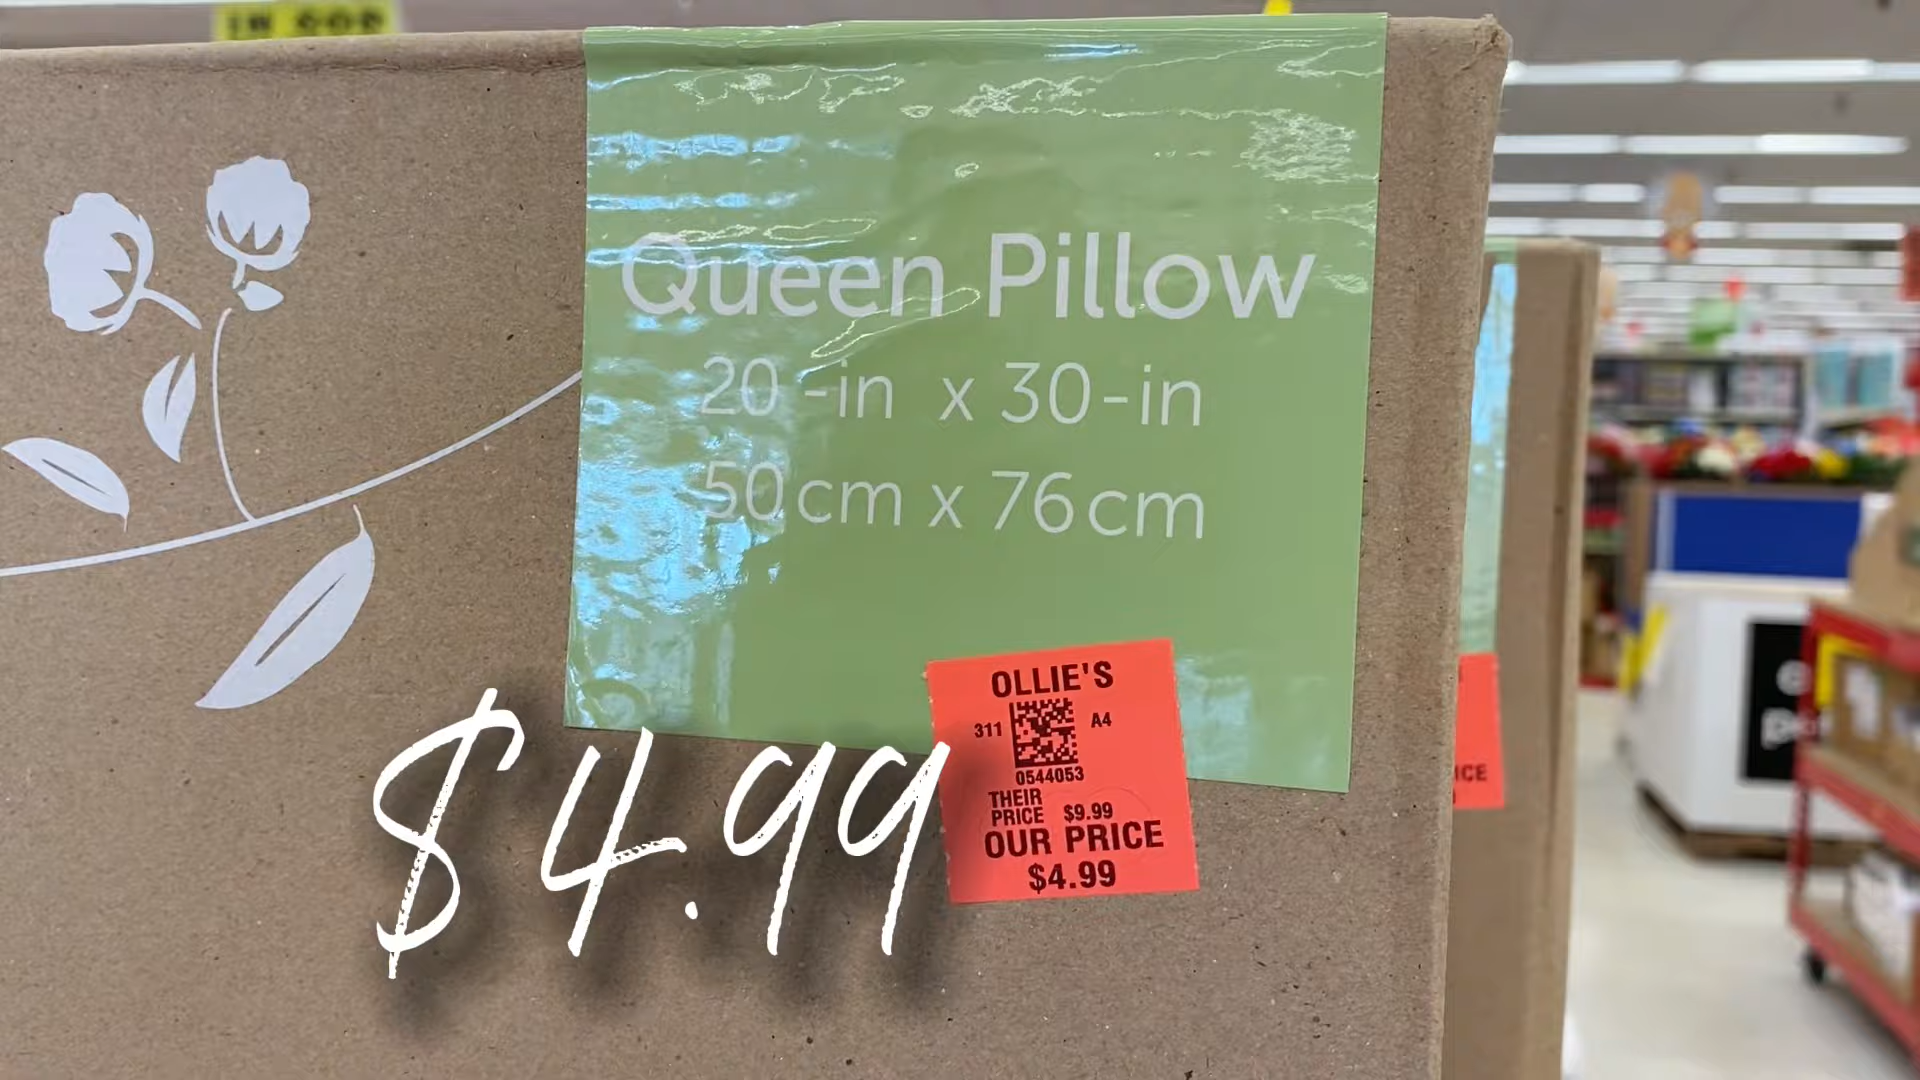 Queen Pillow
20-in x 30-in
50cm x 76cm
OLLIE'S
311 A4
0544053
THEIR
PRICE $9.99
OUR PRICE
$4.99
$4.99
ICE